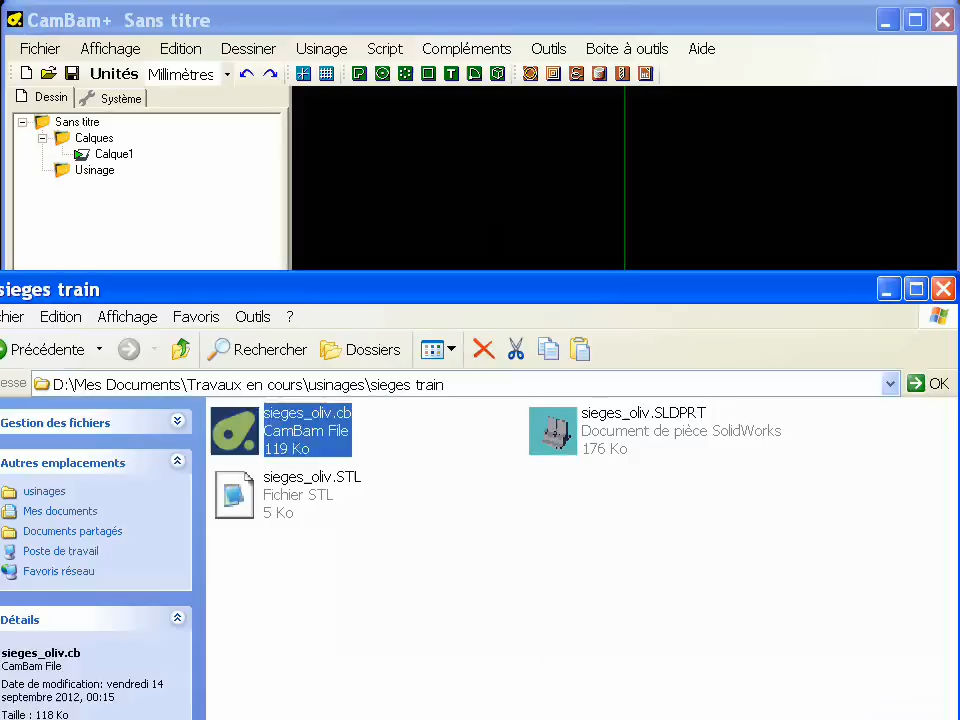 CamBam+ Sans titre
Fichier Affichage Edition Dessiner Usinage Script Compléments Outils Boite à outils Aide
Unités Millimètres
Dessin Système
Sans titre
Calques
Calque1
Usinage
sieges train
hier Edition Affichage Favoris Outils ?
Précédente Rechercher Dossiers
esse D:\Mes Documents\Travaux en cours\usinages\sieges train OK
Gestion des fichiers
Autres emplacements
usinages
Mes documents
Documents partagés
Poste de travail
Favoris réseau
Détails
sieges_oliv.cb
CamBam File
Date de modification: vendredi 14
septembre 2012, 00:15
Taille : 118 Ko
sieges_oliv.cb
CamBam File
119 Ko
sieges_oliv.SLDPRT
Document de pièce SolidWorks
176 Ko
sieges_oliv.STL
Fichier STL
5 Ko